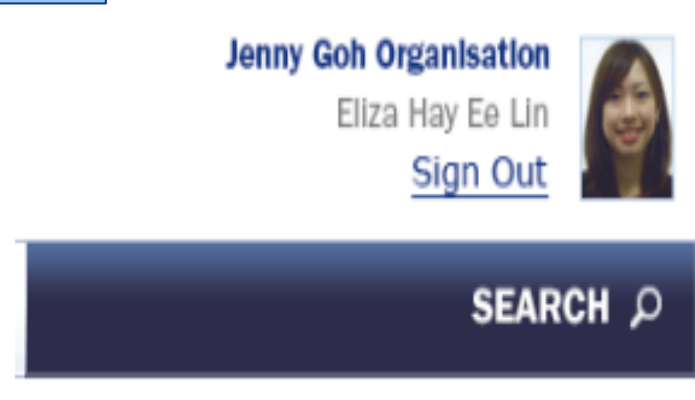 Jenny Goh Organisation
Eliza Hay Ee Lin
Sign Out
SEARCH